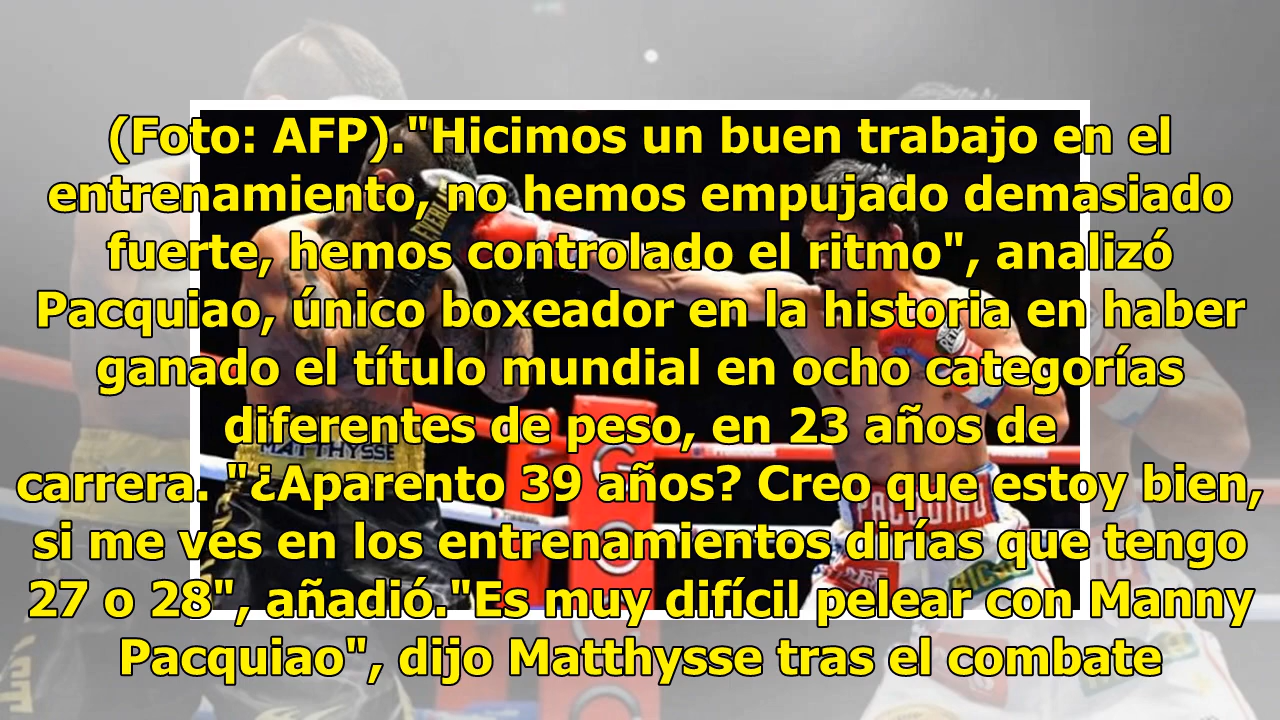 (Foto: AFP)."Hicimos un buen trabajo en el
entrenamiento, no hemos empujado demasiado
fuerte, hemos controlado el ritmo", analizó
Pacquiao, único boxeador en la historia en haber
ganado el título mundial en ocho categorías
diferentes de peso, en 23 años de
carrera. "¿Aparento 39 años? Creo que estoy bien,
si me ves en los entrenamientos dirías que tengo
27 o 28", añadió."Es muy difícil pelear con Manny
Pacquiao", dijo Matthysse tras el combate
EVERLAST
MATTHYSSE
PACQUIAO